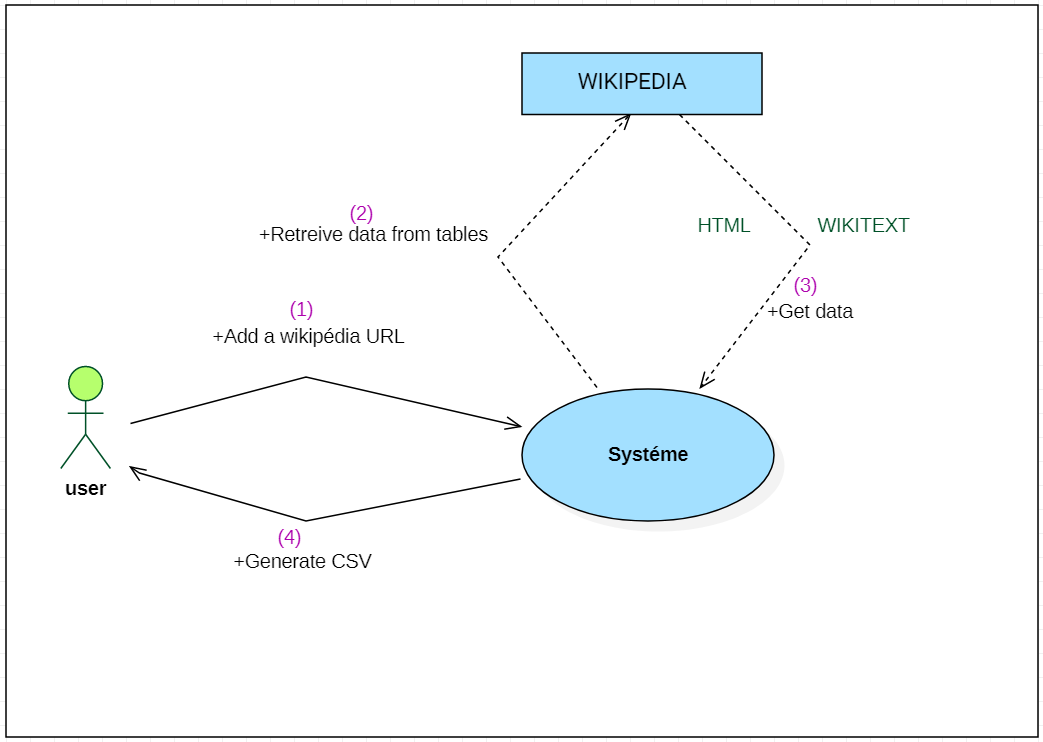 WIKIPEDIA
(2)
+Retreive data from tables
HTML
WIKITEXT
(3)
+Get data
(1)
+Add a wikipédia URL
Systéme
user
(4)
+Generate CSV